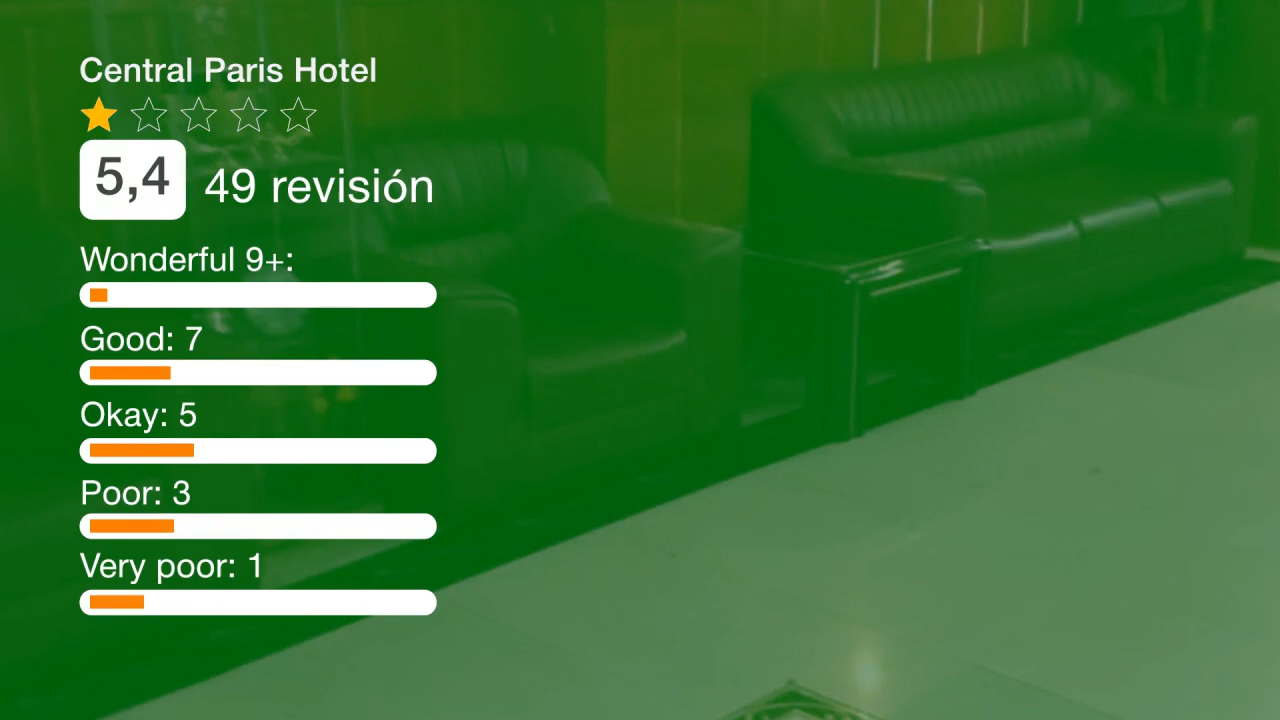 Central Paris Hotel
5,4 49 revisión
Wonderful 9+:
Good: 7
Okay: 5
Poor: 3
Very poor: 1